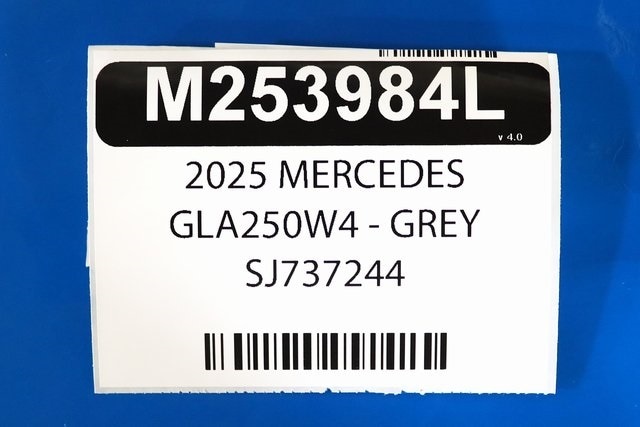 M253984L
v 4.0
2025 MERCEDES
GLA250W4 - GREY
SJ737244